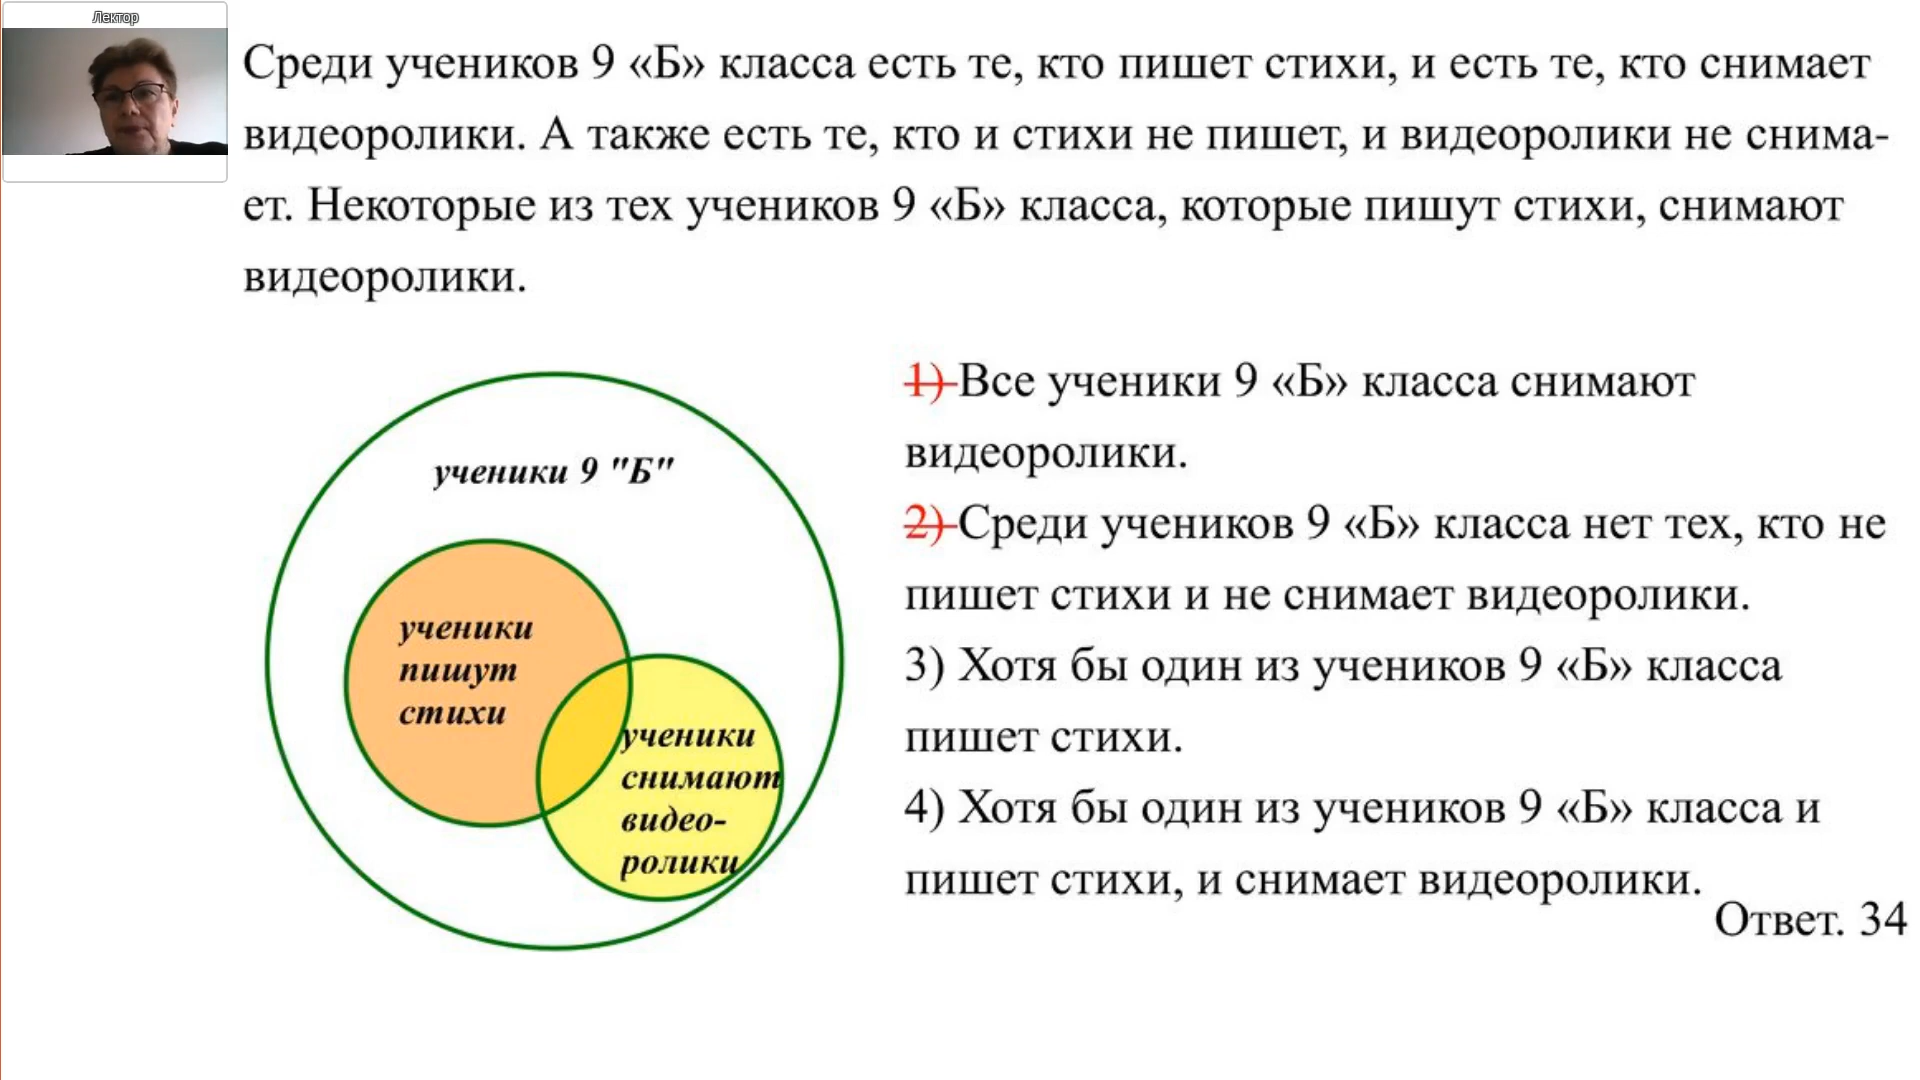 Лектор
Среди учеников 9 «Б» класса есть те, кто пишет стихи, и есть те, кто снимает
видеоролики. А также есть те, кто и стихи не пишет, и видеоролики не снима-
ет. Некоторые из тех учеников 9 «Б» класса, которые пишут стихи, снимают
видеоролики.
ученики 9 "Б"
ученики
пишут
стихи
ученики
снимают
видео-
ролики
1) Все ученики 9 «Б» класса снимают
видеоролики.
2) Среди учеников 9 «Б» класса нет тех, кто не
пишет стихи и не снимает видеоролики.
3) Хотя бы один из учеников 9 «Б» класса
пишет стихи.
4) Хотя бы один из учеников 9 «Б» класса и
пишет стихи, и снимает видеоролики.
Ответ. 34